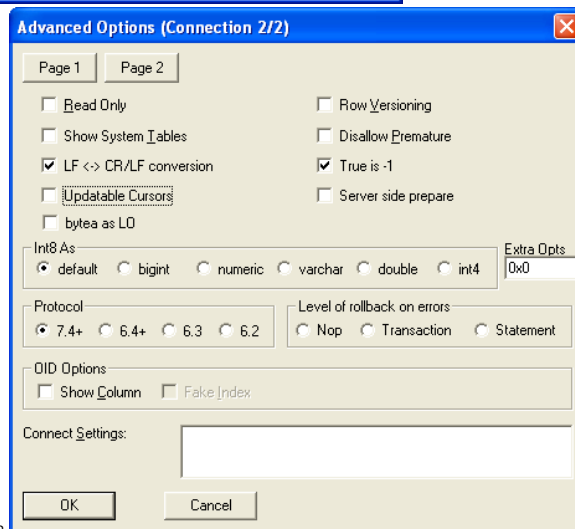 Advanced Options (Connection 2/2)
Page 1 Page 2
Read Only Row Versioning
Show System Tables Disallow Premature
LF <-> CR/LF conversion True is -1
Updatable Cursors Server side prepare
bytea as LO
Int8 As Extra Opts
default bigint numeric varchar double int4 0x0
Protocol Level of rollback on errors
7.4+ 6.4+ 6.3 6.2 Nop Transaction Statement
OID Options
Show Column Fake Index
Connect Settings:
OK Cancel